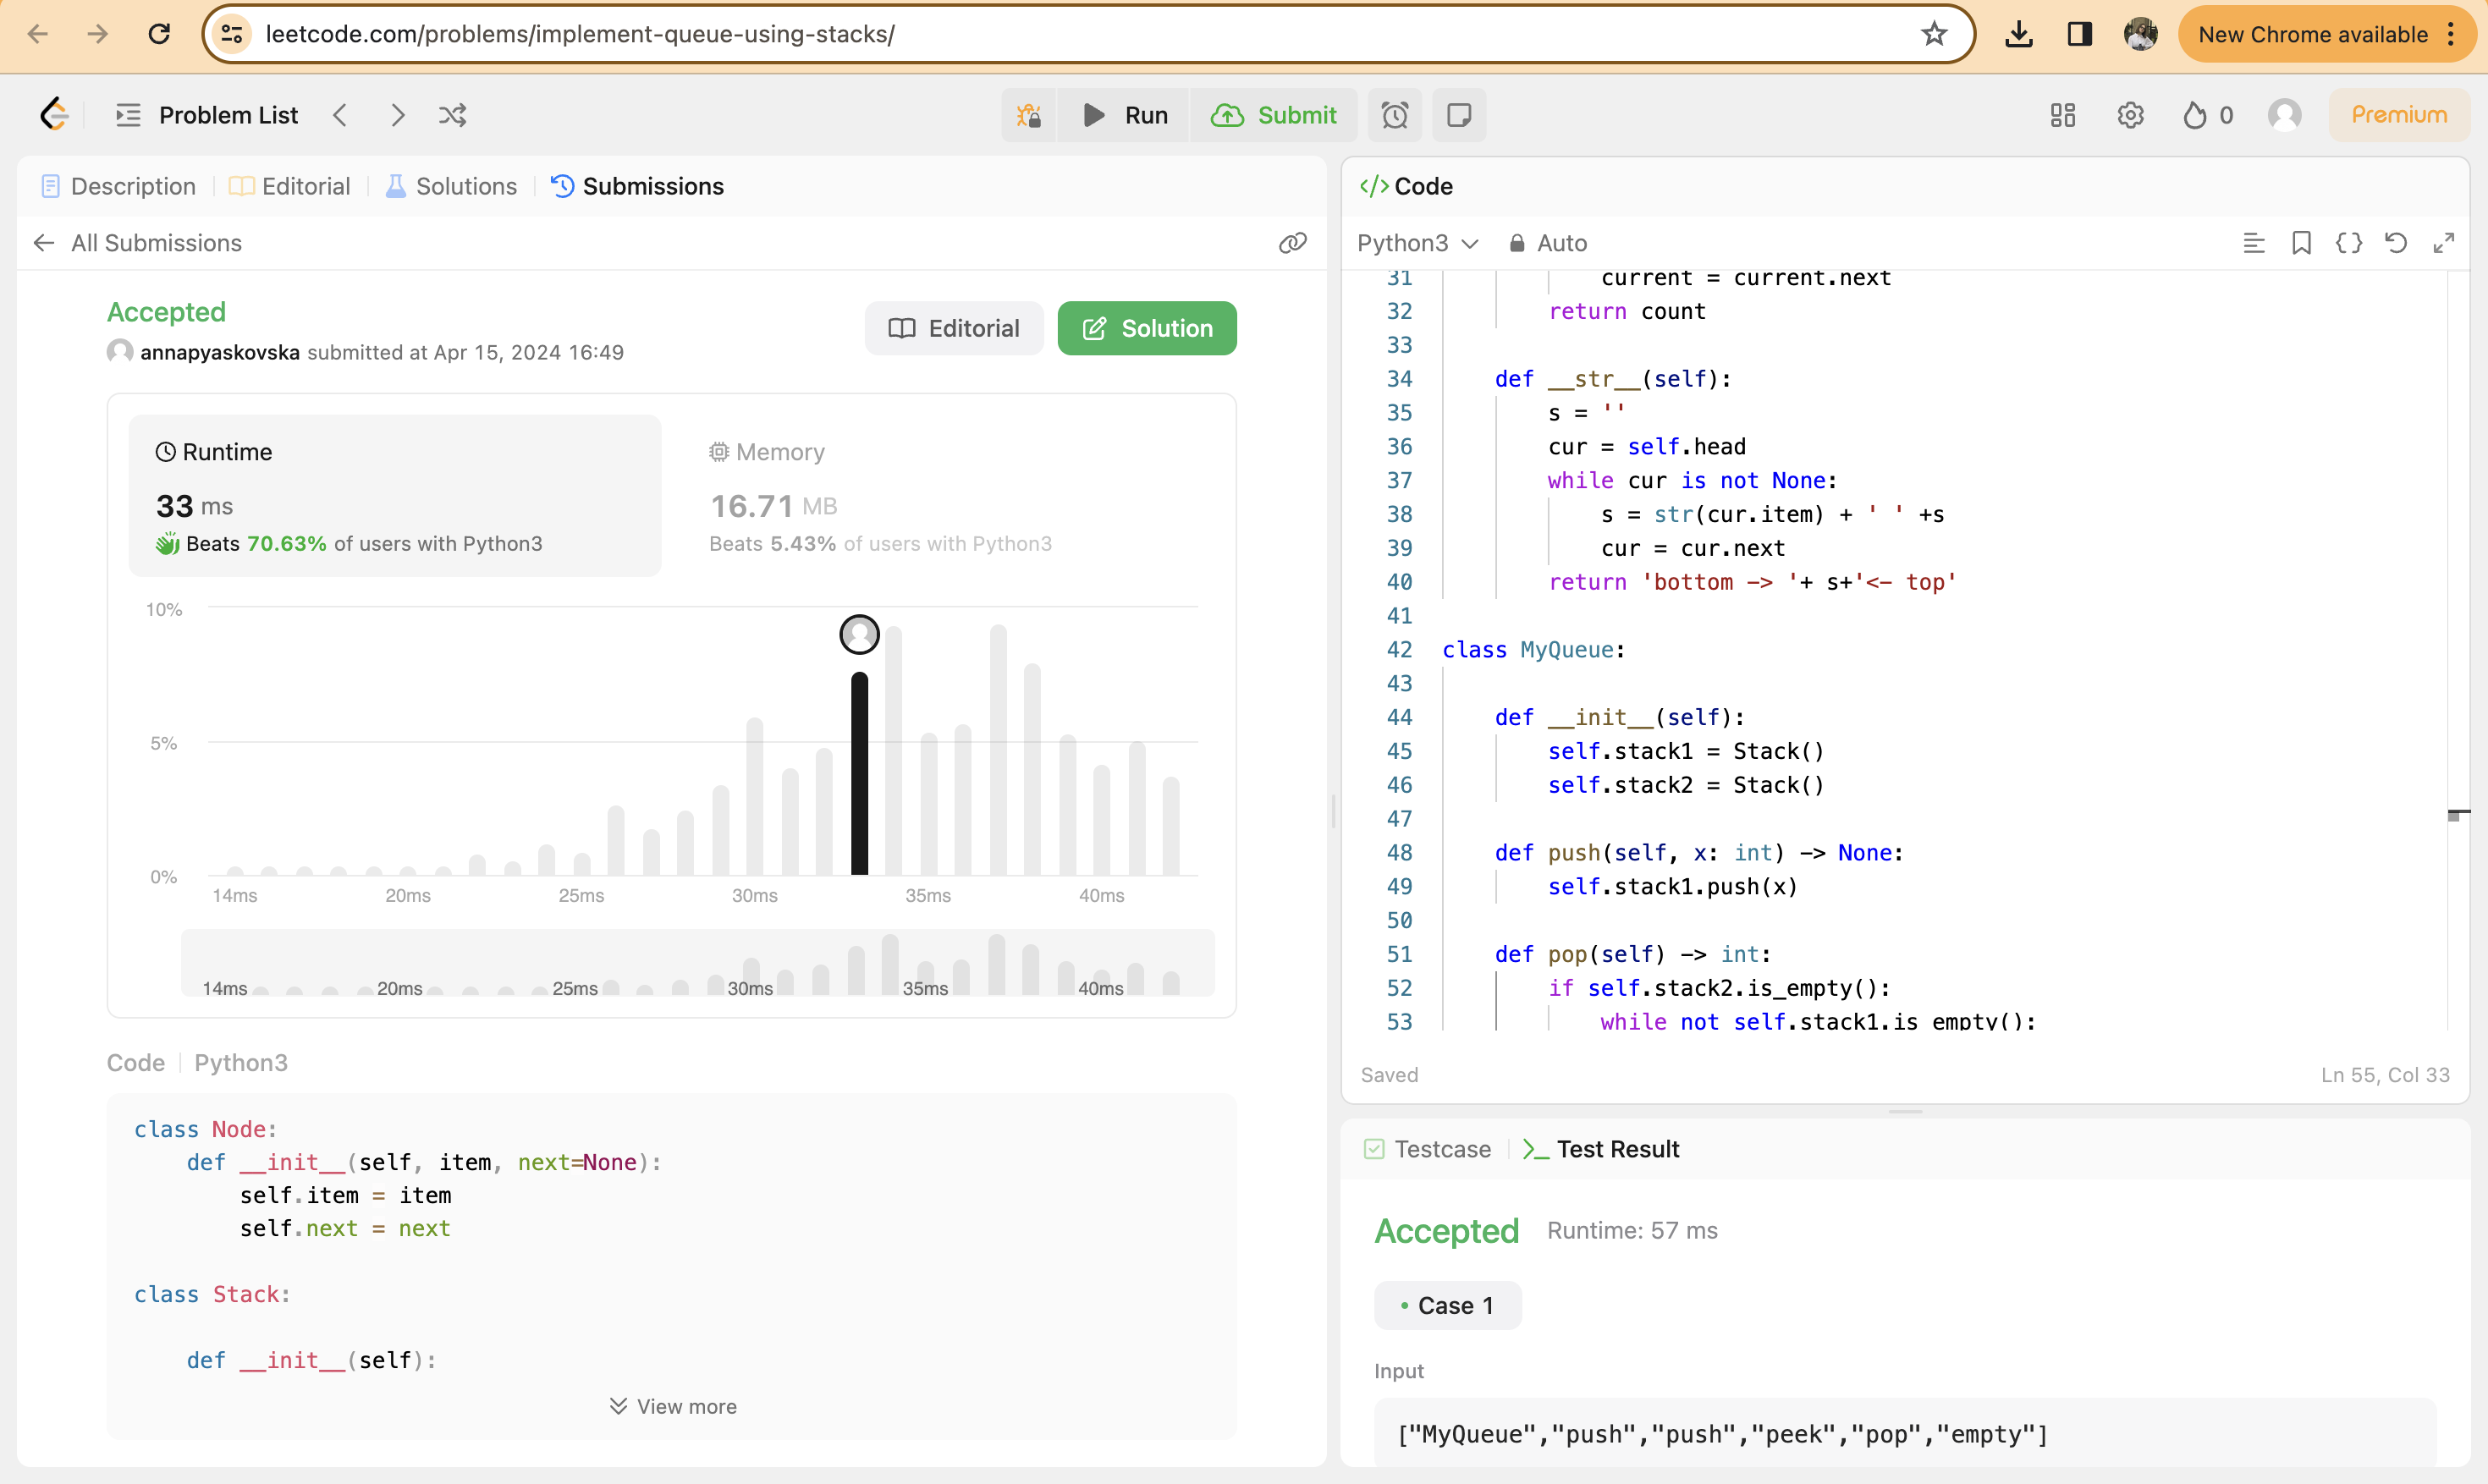 leetcode.com/problems/implement-queue-using-stacks/
New Chrome available
Problem List
Run
Submit
0
Premium
Description
Editorial
Solutions
Submissions
All Submissions
Accepted
annapyaskovska submitted at Apr 15, 2024 16:49
Editorial
Solution
Runtime
33 ms
Beats 70.63% of users with Python3
Memory
16.71 MB
Beats 5.43% of users with Python3
10%
5%
0%
14ms 20ms 25ms 30ms 35ms 40ms
14ms 20ms 25ms 30ms 35ms 40ms
Code | Python3
class Node:
    def __init__(self, item, next=None):
        self.item = item
        self.next = next
class Stack:
    def __init__(self):
View more
</> Code
Python3
Auto
31             current = current.next
32         return count
33
34     def __str__(self):
35         s = ''
36         cur = self.head
37         while cur is not None:
38             s = str(cur.item) + ' ' +s
39             cur = cur.next
40         return 'bottom -> '+ s+'<- top'
41
42 class MyQueue:
43
44     def __init__(self):
45         self.stack1 = Stack()
46         self.stack2 = Stack()
47
48     def push(self, x: int) -> None:
49         self.stack1.push(x)
50
51     def pop(self) -> int:
52         if self.stack2.is_empty():
53             while not self.stack1.is_empty():
Saved
Ln 55, Col 33
Testcase
>_ Test Result
Accepted
Runtime: 57 ms
• Case 1
Input
["MyQueue","push","push","peek","pop","empty"]